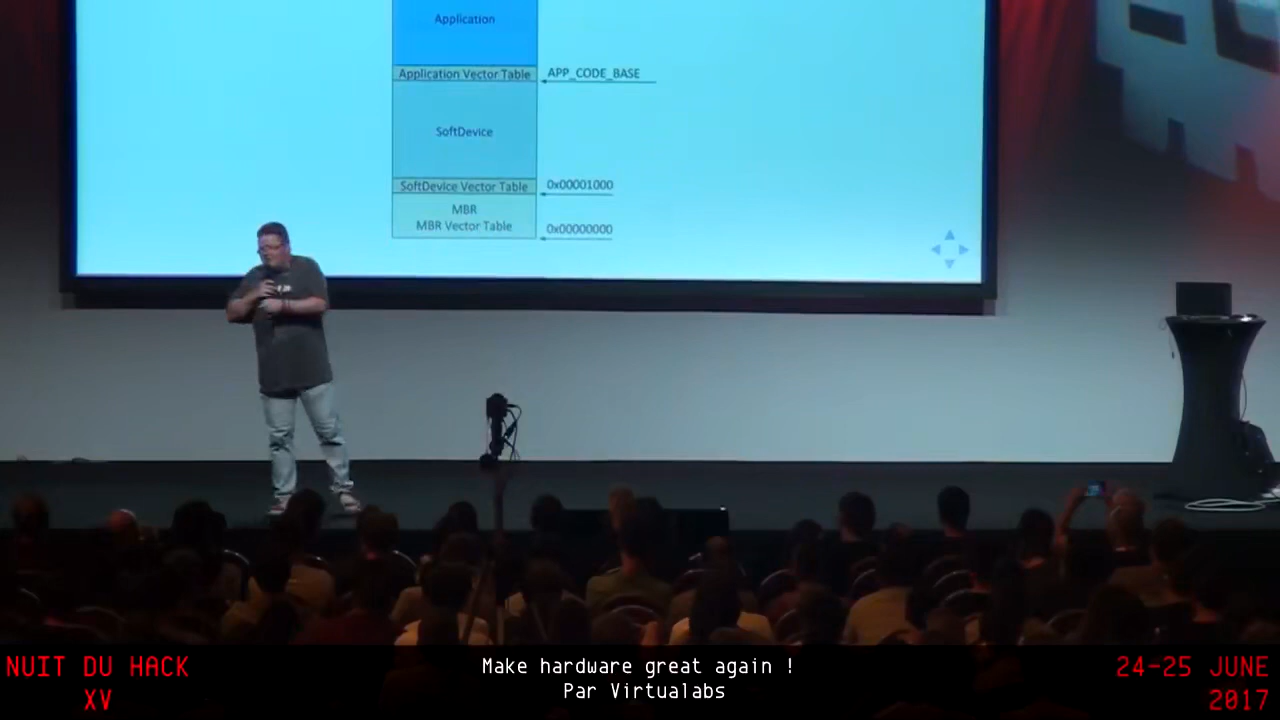 Application
Application Vector Table
APP_CODE_BASE
SoftDevice
SoftDevice Vector Table
0x00001000
MBR
MBR Vector Table
0x00000000
NUIT DU HACK
XV
Make hardware great again !
Par Virtualabs
24-25 JUNE
2017